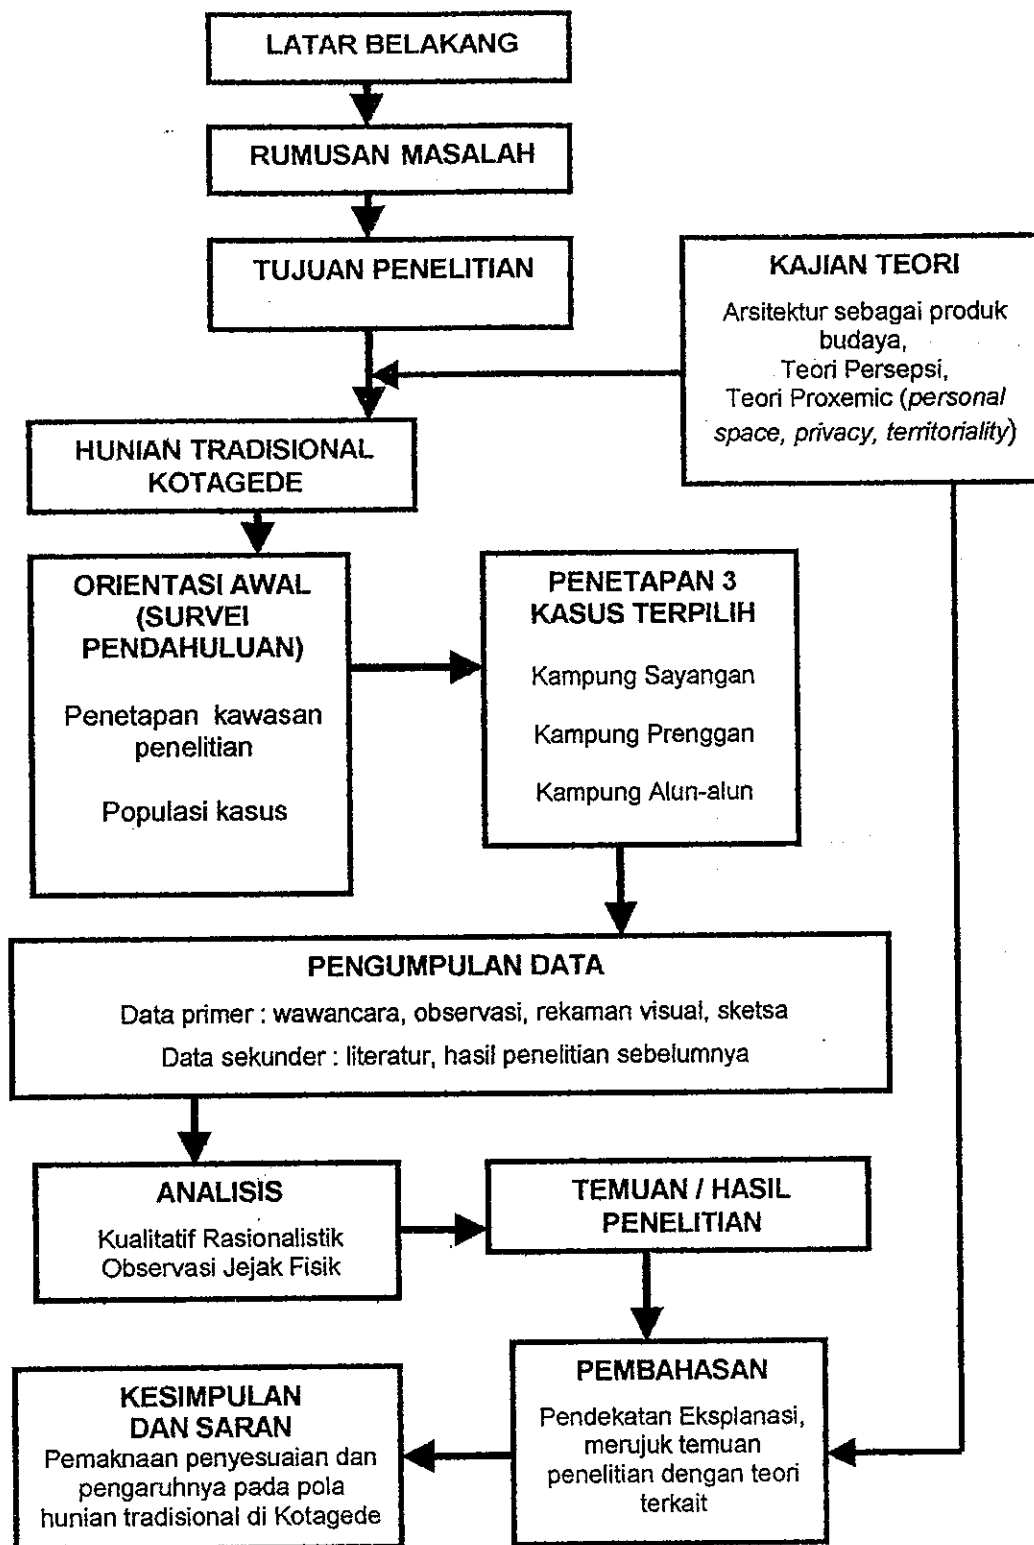 LATAR BELAKANG
RUMUSAN MASALAH
TUJUAN PENELITIAN
KAJIAN TEORI
Arsitektur sebagai produk
budaya,
Teori Persepsi,
Teori Proxemic (personal
space, privacy, territoriality)
HUNIAN TRADISIONAL
KOTAGEDE
ORIENTASI AWAL
(SURVEI
PENDAHULUAN)
Penetapan kawasan
penelitian
Populasi kasus
PENETAPAN 3
KASUS TERPILIH
Kampung Sayangan
Kampung Prenggan
Kampung Alun-alun
PENGUMPULAN DATA
Data primer : wawancara, observasi, rekaman visual, sketsa
Data sekunder : literatur, hasil penelitian sebelumnya
ANALISIS
Kualitatif Rasionalistik
Observasi Jejak Fisik
TEMUAN / HASIL
PENELITIAN
PEMBAHASAN
Pendekatan Eksplanasi,
merujuk temuan
penelitian dengan teori
terkait
KESIMPULAN
DAN SARAN
Pemaknaan penyesuaian dan
pengaruhnya pada pola
hunian tradisional di Kotagede